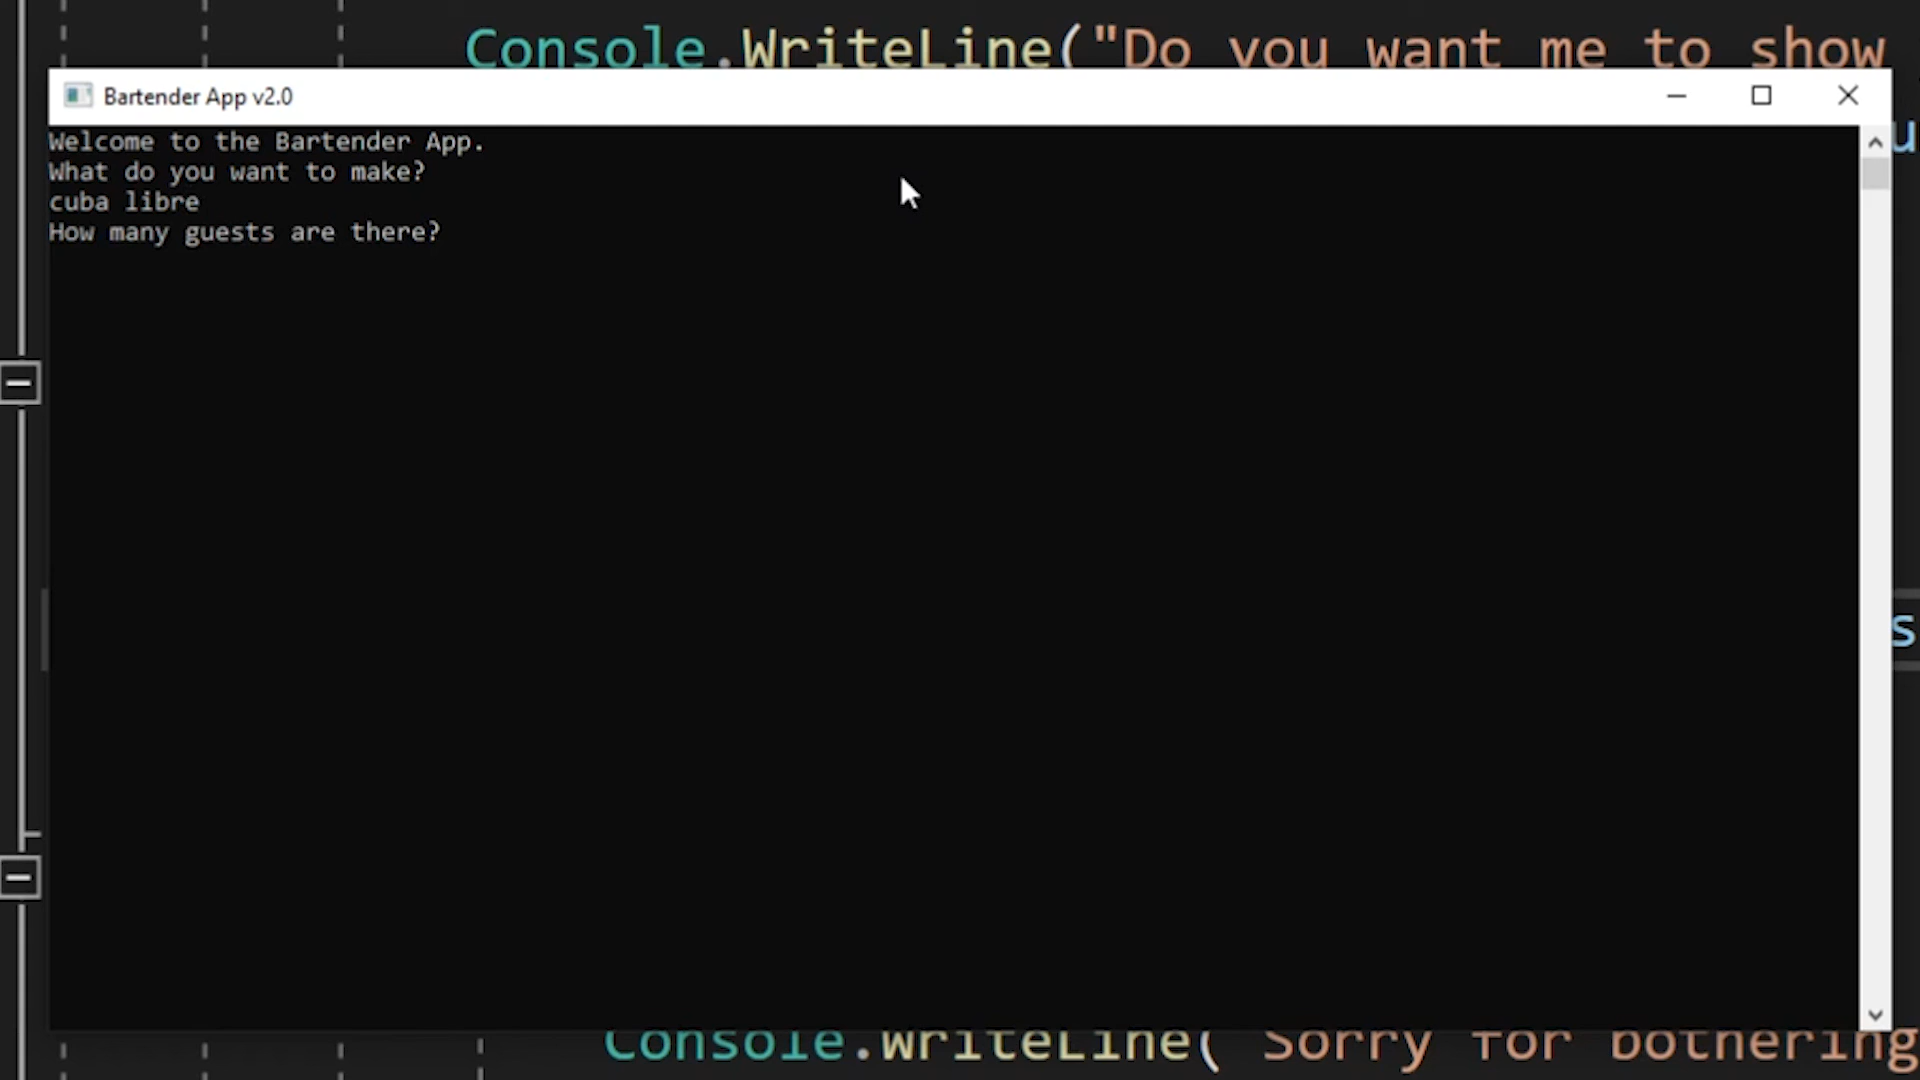 Console.WriteLine("Do you want me to show
Bartender App v2.0
Welcome to the Bartender App.
What do you want to make?
cuba libre
How many guests are there?
u
s
Console.WriteLine( Sorry for bothering